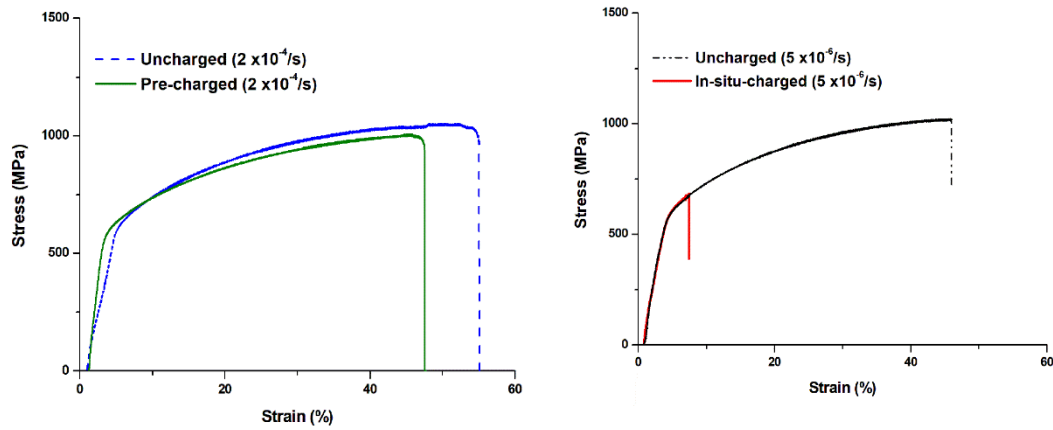 1500
1000
500
0
Stress (MPa)
Uncharged (2 x10⁻⁴/s)
Pre-charged (2 x10⁻⁴/s)
0 20 40 60
Strain (%)
1500
1000
500
0
Stress (MPa)
Uncharged (5 x10⁻⁶/s)
In-situ-charged (5 x10⁻⁶/s)
0 20 40 60
Strain (%)